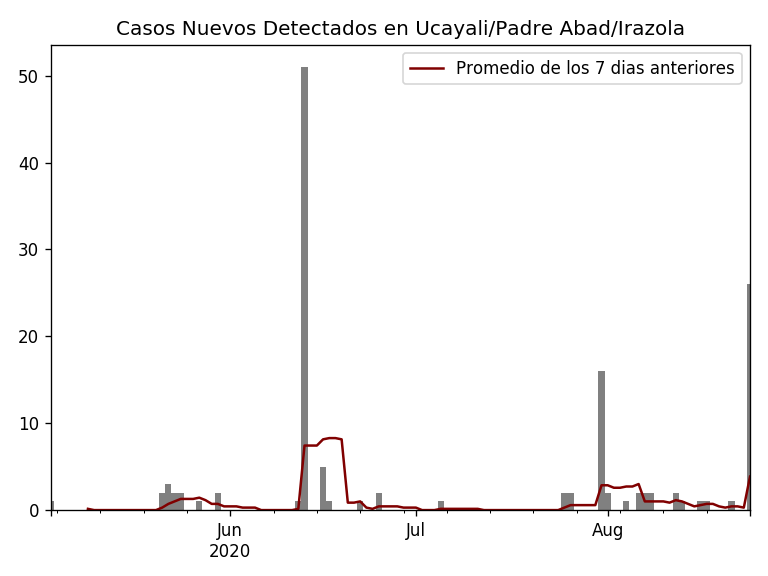 Casos Nuevos Detectados en Ucayali/Padre Abad/Irazola
Promedio de los 7 dias anteriores
50
40
30
20
10
0
Jun
2020
Jul
Aug